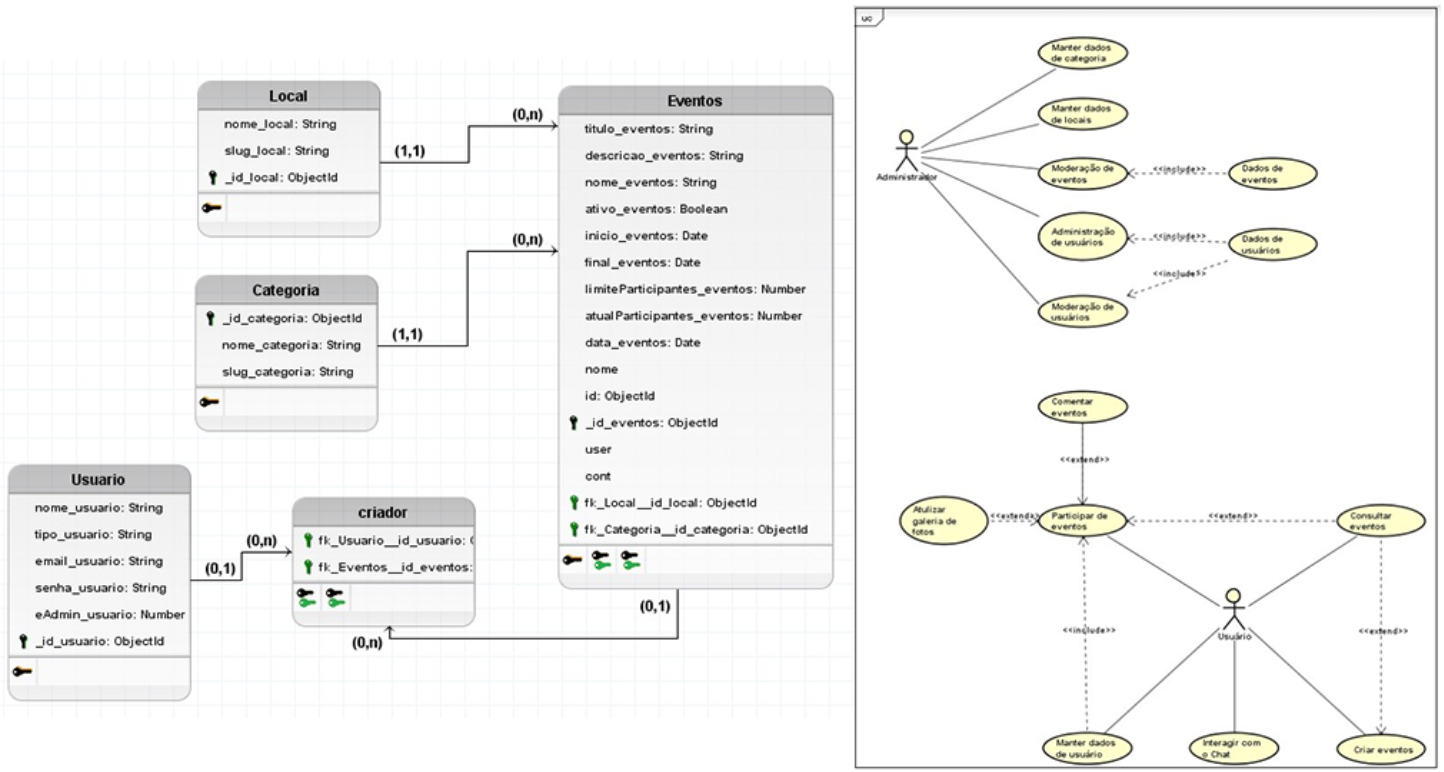 Local
nome_local: String
slug_local: String
_id_local: ObjectId
(1,1)
(0,n)
Categoria
_id_categoria: ObjectId
nome_categoria: String
slug_categoria: String
(1,1)
(0,n)
Eventos
titulo_eventos: String
descricao_eventos: String
nome_eventos: String
ativo_eventos: Boolean
inicio_eventos: Date
final_eventos: Date
limiteParticipantes_eventos: Number
atualParticipantes_eventos: Number
data_eventos: Date
nome
id: ObjectId
_id_eventos: ObjectId
user
cont
fk_Local__id_local: ObjectId
fk_Categoria__id_categoria: ObjectId
(0,1)
(0,n)
Usuario
nome_usuario: String
tipo_usuario: String
email_usuario: String
senha_usuario: String
eAdmin_usuario: Number
_id_usuario: ObjectId
(0,1)
(0,n)
criador
fk_Usuario__id_usuario: (
fk_Eventos__id_eventos:
uc
Manter dados
de categoria
Manter dados
de locais
Administrador
Moderação de
eventos
<<include>>
Dados de
eventos
Administração
de usuários
<<include>>
Dados de
usuários
<<include>>
Moderação de
usuários
Comentar
eventos
<<extend>>
Atulizar
galeria de
fotos
<<extend>>
Participar de
eventos
<<extend>>
Consultar
eventos
<<include>>
Usuário
<<extend>>
Manter dados
de usuário
Interagir com
o Chat
Criar eventos